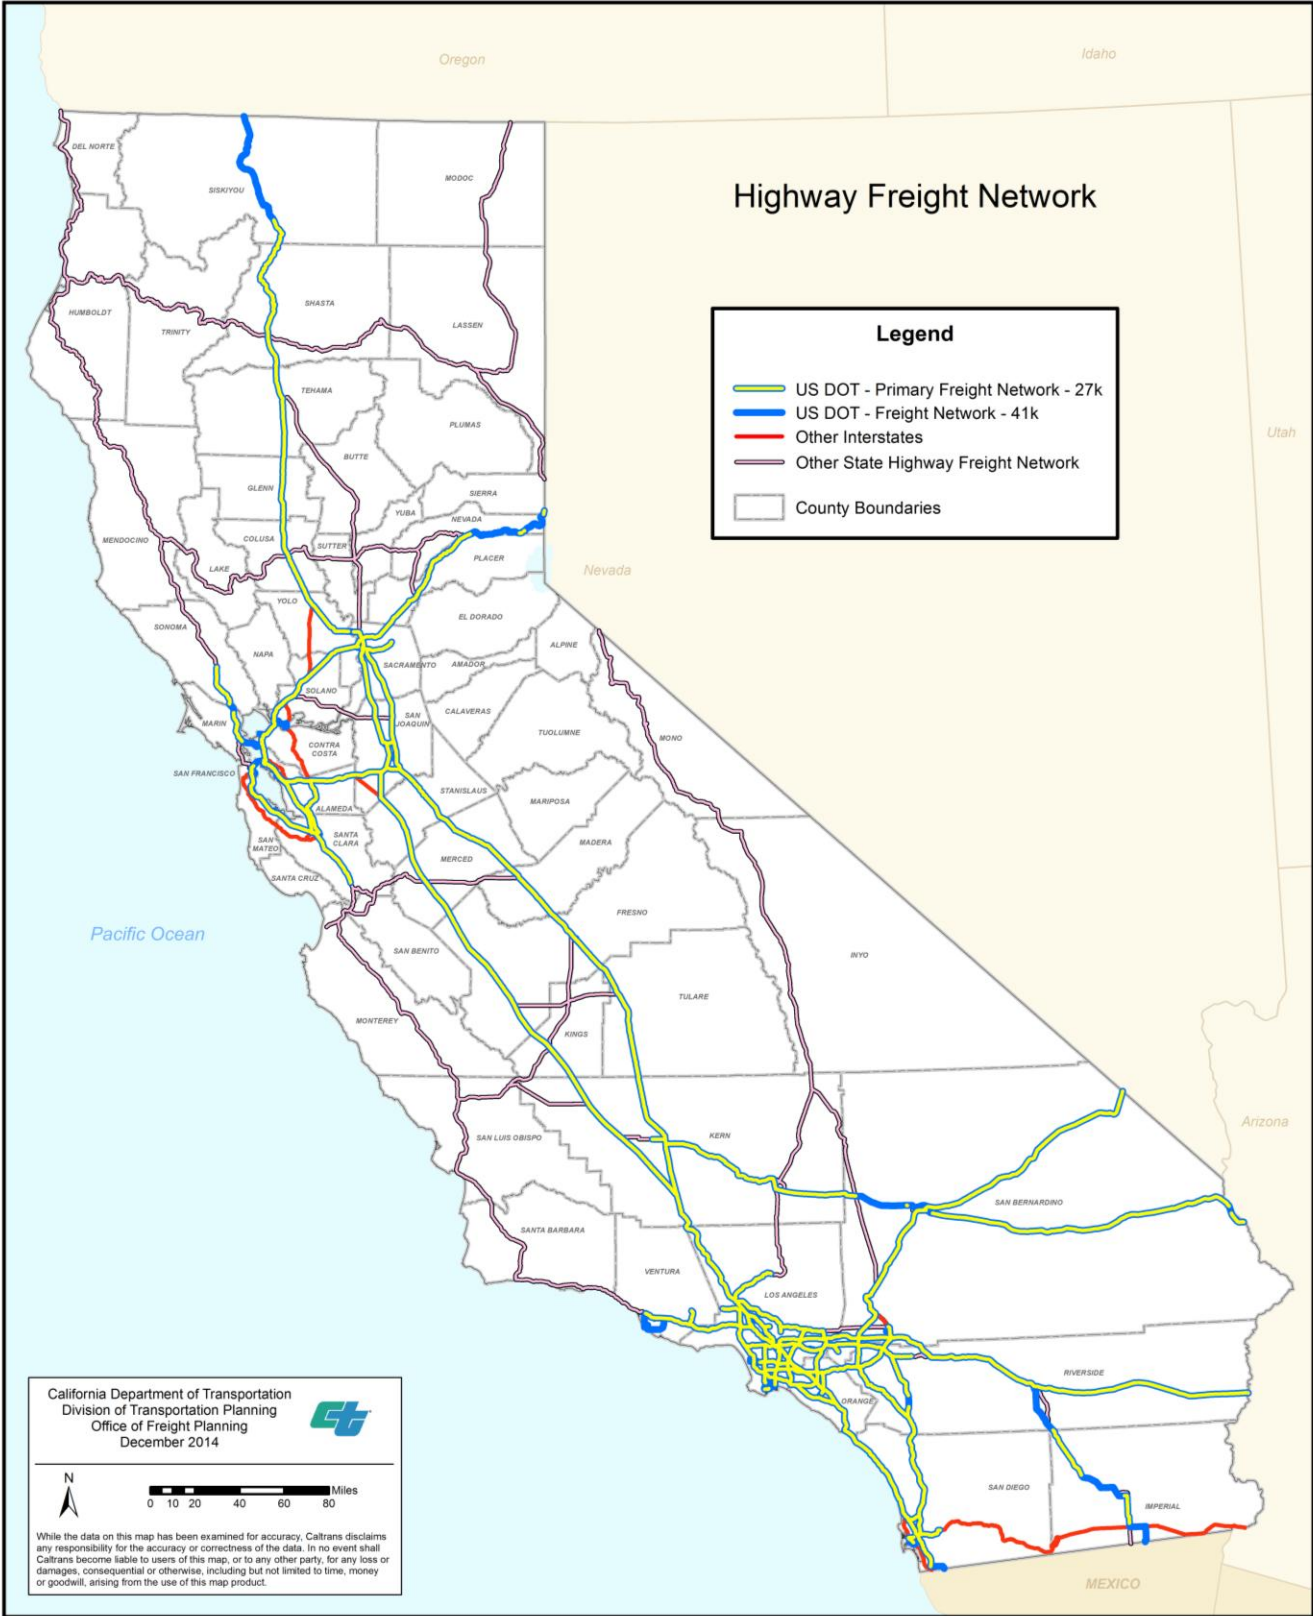 Oregon
Idaho
DEL NORTE
SISKIYOU
MODOC
Highway Freight Network
HUMBOLDT
TRINITY
SHASTA
LASSEN
Legend
US DOT - Primary Freight Network - 27k
US DOT - Freight Network - 41k
Other Interstates
Other State Highway Freight Network
County Boundaries
TEHAMA
PLUMAS
Utah
BUTTE
GLENN
SIERRA
YUBA
NEVADA
MENDOCINO
COLUSA
SUTTER
PLACER
LAKE
Nevada
YOLO
SONOMA
EL DORADO
NAPA
ALPINE
SACRAMENTO
AMADOR
SOLANO
MARIN
SAN
JOAQUIN
CALAVERAS
CONTRA
COSTA
TUOLUMNE
MONO
SAN FRANCISCO
STANISLAUS
ALAMEDA
MARIPOSA
SAN
MATEO
SANTA
CLARA
MADERA
MERCED
SANTA CRUZ
FRESNO
Pacific Ocean
SAN BENITO
INYO
TULARE
MONTEREY
KINGS
Arizona
SAN LUIS OBISPO
KERN
SAN BERNARDINO
SANTA BARBARA
VENTURA
LOS ANGELES
RIVERSIDE
ORANGE
SAN DIEGO
IMPERIAL
MEXICO
California Department of Transportation
Division of Transportation Planning
Office of Freight Planning
December 2014
ct
N
Miles
0 10 20 40 60 80
While the data on this map has been examined for accuracy, Caltrans disclaims
any responsibility for the accuracy or correctness of the data. In no event shall
Caltrans become liable to users of this map, or to any other party, for any loss or
damages, consequential or otherwise, including but not limited to time, money
or goodwill, arising from the use of this map product.